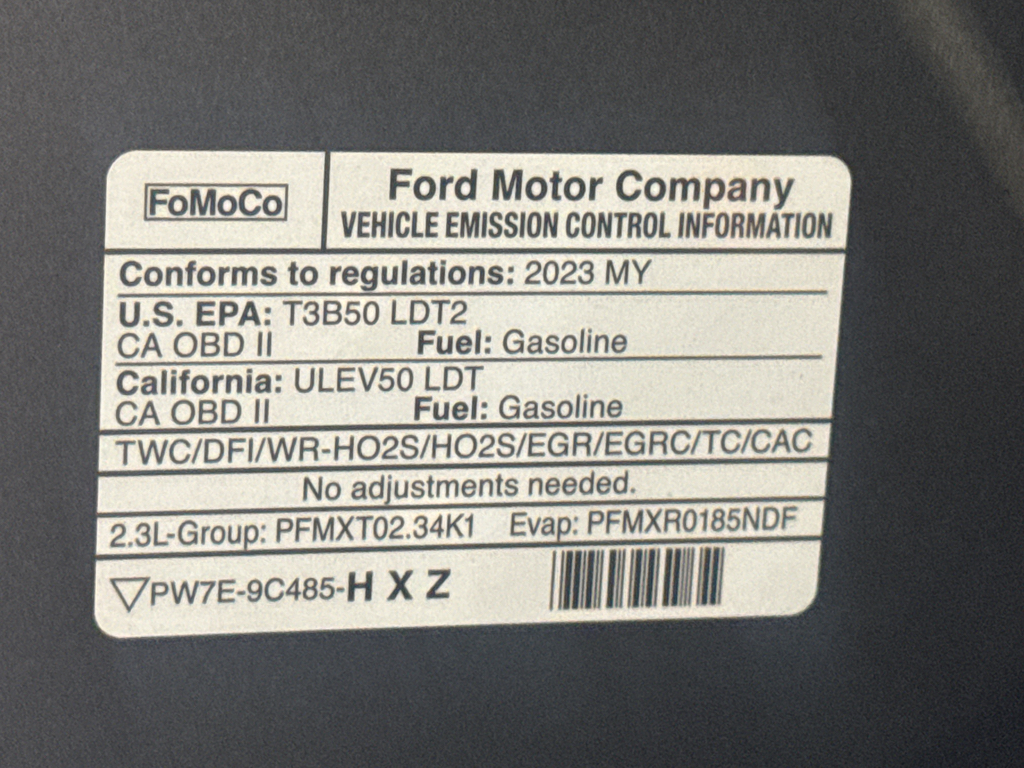 FoMoCo
Ford Motor Company
VEHICLE EMISSION CONTROL INFORMATION
Conforms to regulations: 2023 MY
U.S. EPA: T3B50 LDT2
CA OBD II Fuel: Gasoline
California: ULEV50 LDT
CA OBD II Fuel: Gasoline
TWC/DFI/WR-HO2S/HO2S/EGR/EGRC/TC/CAC
No adjustments needed.
2.3L-Group: PFMXT02.34K1 Evap: PFMXR0185NDF
▽PW7E-9C485-H X Z